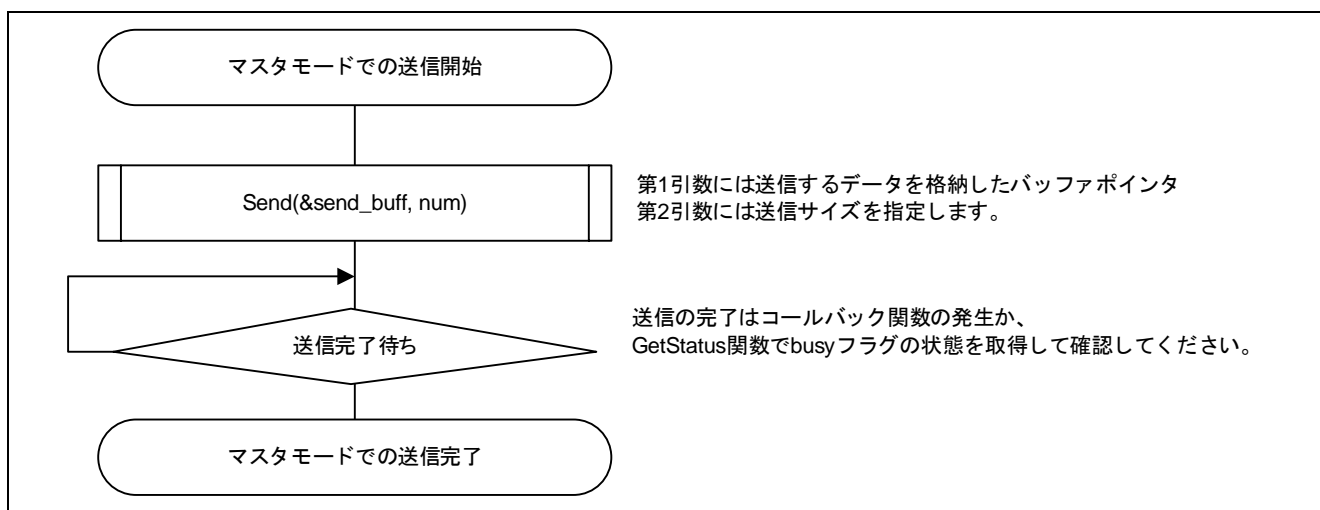 マスタモードでの送信開始
Send(&send_buff, num)
第1引数には送信するデータを格納したバッファポインタ
第2引数には送信サイズを指定します。
送信完了待ち
送信の完了はコールバック関数の発生か、
GetStatus関数でbusyフラグの状態を取得して確認してください。
マスタモードでの送信完了